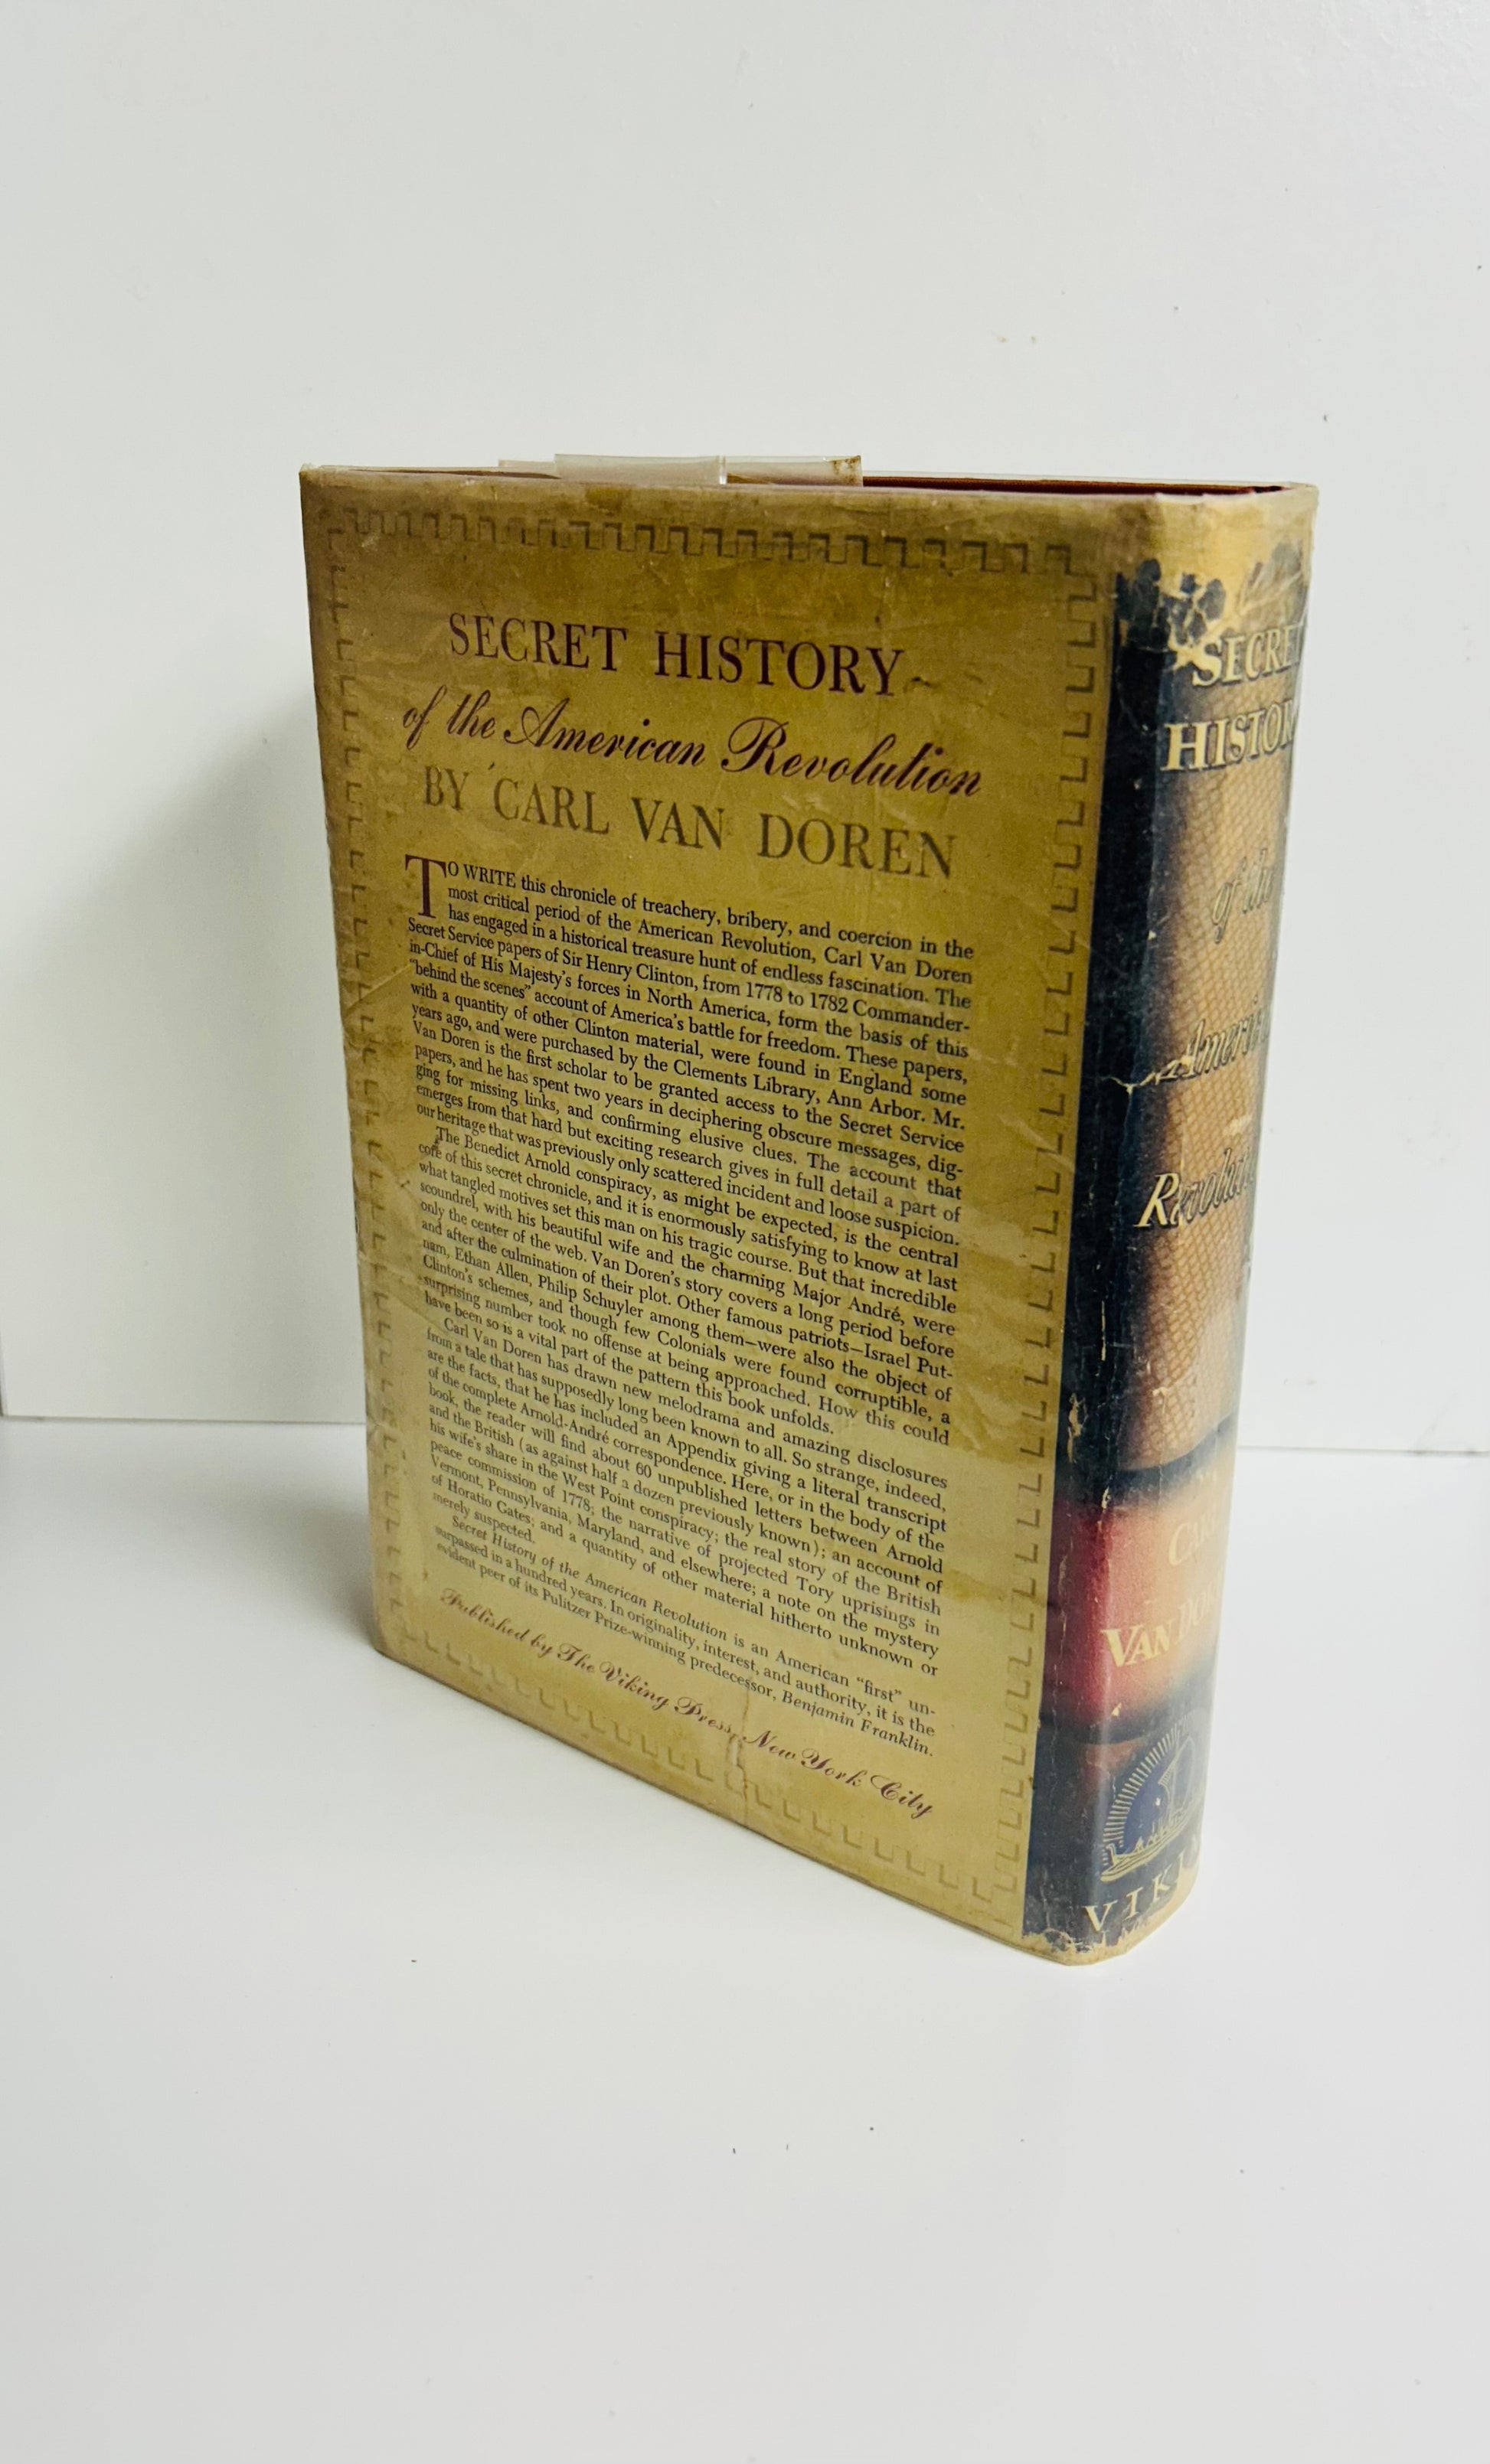 SECRET HISTORY
of the American Revolution
BY CARL VAN DOREN
TO WRITE this chronicle of treachery, bribery, and coercion in the
most critical period of the American Revolution, Carl Van Doren
has engaged in a historical treasure hunt of endless fascination. The
Secret Service papers of Sir Henry Clinton, from 1778 to 1782 Commander-
in-Chief of His Majesty's forces in North America, form the basis of this
"behind the scenes" account of America's battle for freedom. These papers,
with a quantity of other Clinton material, were found in England some
years ago, and were purchased by the Clements Library, Ann Arbor. Mr.
Van Doren is the first scholar to be granted access to the Secret Service
papers, and he has spent two years in deciphering obscure messages, dig-
ging for missing links, and confirming elusive clues. The account that
emerges from that hard but exciting research gives in full detail a part of
our heritage that was previously only scattered incident and loose suspicion.
The Benedict Arnold conspiracy, as might be expected, is the central
core of this secret chronicle, and it is enormously satisfying to know at last
what tangled motives set this man on his tragic course. But that incredible
scoundrel, with his beautiful wife and the charming Major André, were
only the center of the web. Van Doren's story covers a long period before
and after the culmination of their plot. Other famous patriots—Israel Put-
nam, Ethan Allen, Philip Schuyler among them—were also the object of
Clinton's schemes, and though few Colonials were found corruptible, a
surprising number took no offense at being approached. How this could
have been so is a vital part of the pattern this book unfolds.
Carl Van Doren has drawn new melodrama and amazing disclosures
from a tale that has supposedly long been known to all. So strange, indeed,
are the facts, that he has included an Appendix giving a literal transcript
of the complete Arnold-André correspondence. Here, or in the body of the
book, the reader will find about 60 unpublished letters between Arnold
and the British (as against half a dozen previously known); an account of
his wife's share in the West Point conspiracy; the real story of the British
peace commission of 1778; the narrative of projected Tory uprisings in
Vermont, Pennsylvania, Maryland, and elsewhere; a note on the mystery
of Horatio Gates; and a quantity of other material hitherto unknown or
merely suspected.
Secret History of the American Revolution is an American "first" un-
surpassed in a hundred years. In originality, interest, and authority, it is the
evident peer of its Pulitzer Prize-winning predecessor, Benjamin Franklin.
Published by The Viking Press, New York City
SECRE
HISTOR
of the
Ameri
Revoluti
C
VAN
VIKIN